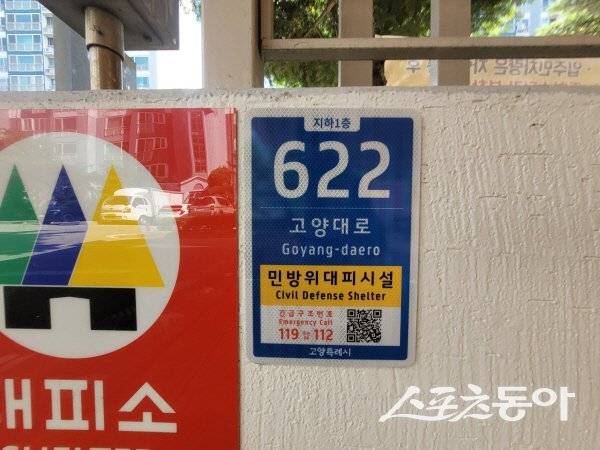 지하1층
622
고양대로
Goyang-daero
민방위대피시설
Civil Defense Shelter
긴급구조번호
Emergency Call
119 112
고양특례시
대피소
스포츠동아